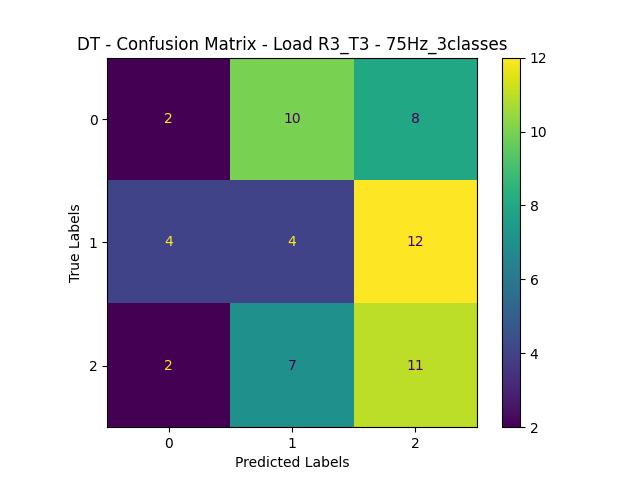 DT - Confusion Matrix - Load R3_T3 - 75Hz_3classes
True Labels
0
2 10 8
1
4 4 12
2
2 7 11
0 1 2
Predicted Labels
12
10
8
6
4
2